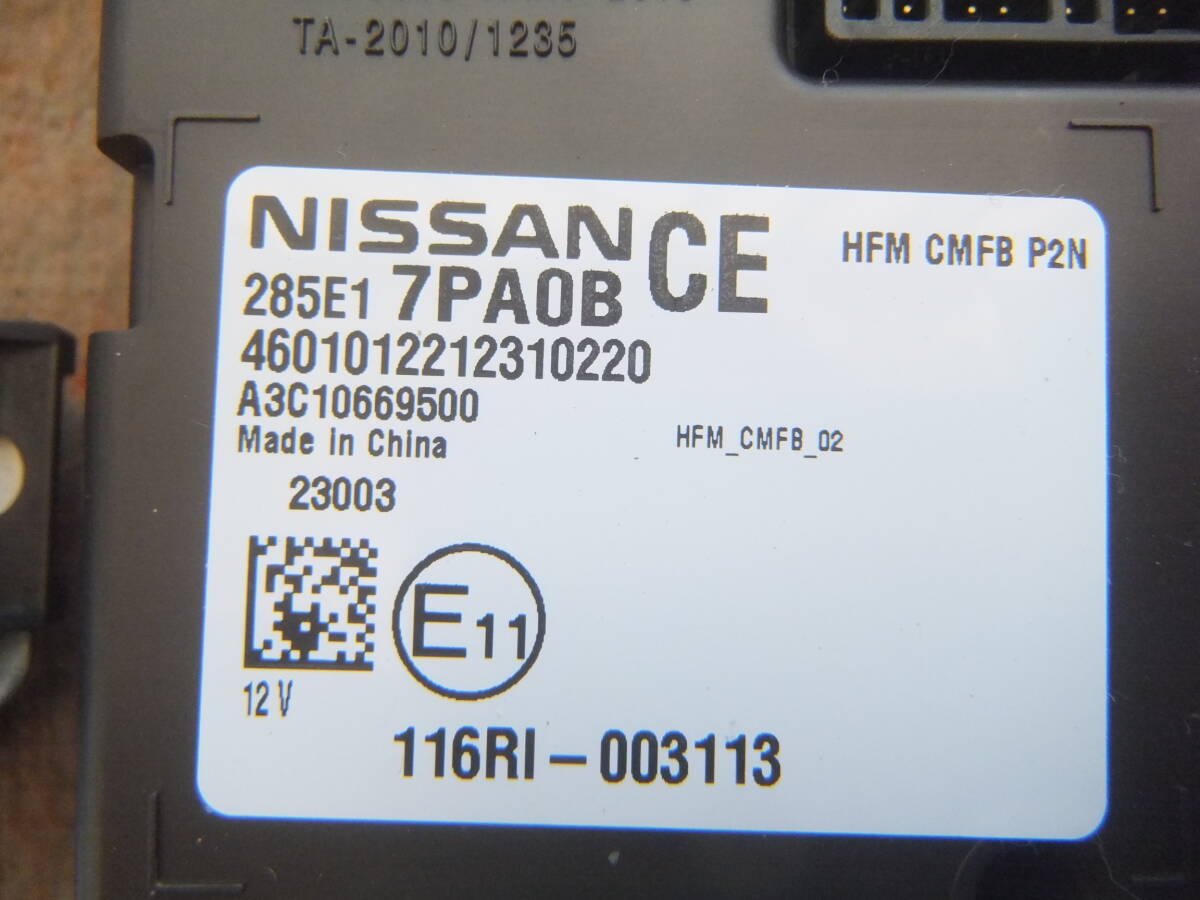 TA-2010/1235
NISSAN CE
HFM CMFB P2N
285E1 7PA0B
4601012212310220
A3C10669500
Made in China
HFM_CMFB_02
23003
E11
12 V
116RI-003113